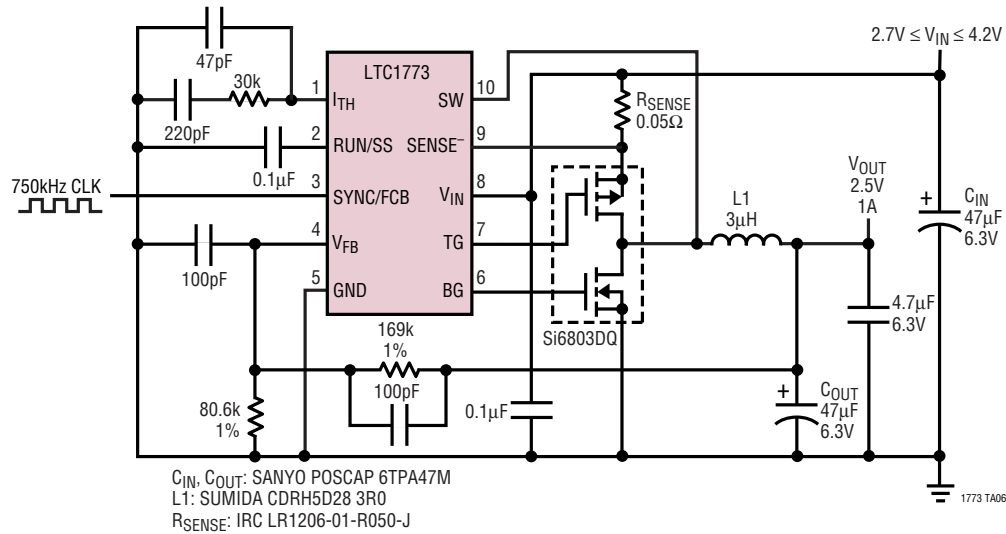 2.7V ≤ VIN ≤ 4.2V
47pF
LTC1773
30k
1
ITH
SW
10
RSENSE
0.05Ω
220pF
2
RUN/SS
SENSE–
9
0.1μF
750kHz CLK
3
SYNC/FCB
VIN
8
VOUT
2.5V
1A
L1
3μH
+
CIN
47μF
6.3V
4
VFB
TG
7
100pF
5
GND
BG
6
4.7μF
6.3V
Si6803DQ
169k
1%
100pF
80.6k
1%
0.1μF
+
COUT
47μF
6.3V
CIN, COUT: SANYO POSCAP 6TPA47M
L1: SUMIDA CDRH5D28 3R0
RSENSE: IRC LR1206-01-R050-J
1773 TA06